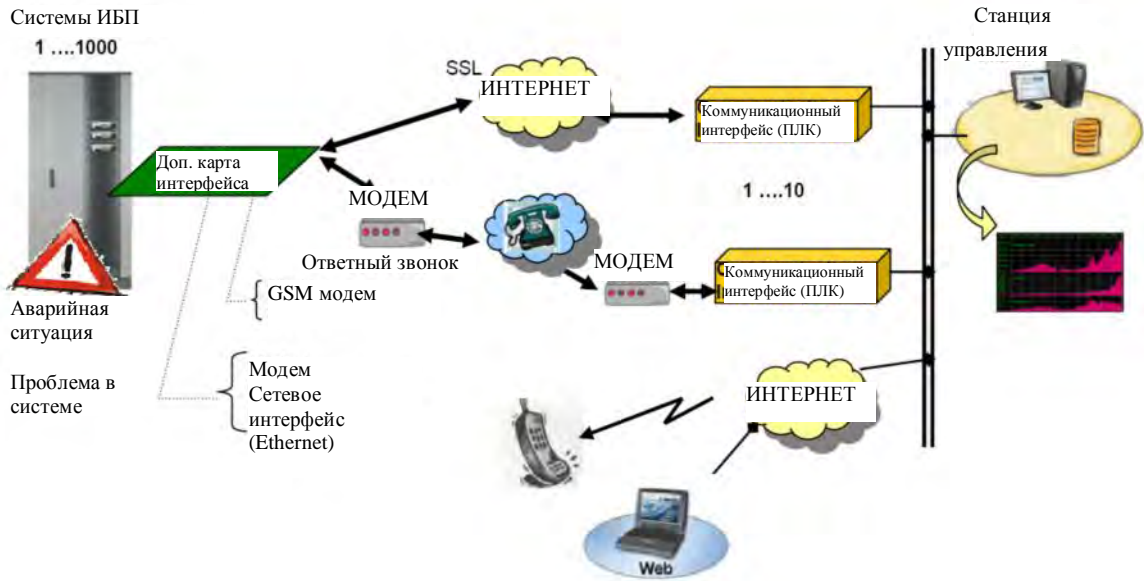 Системы ИБП
1 ....1000
Станция
управления
SSL
ИНТЕРНЕТ
Коммуникационный
интерфейс (ПЛК)
Доп. карта
интерфейса
МОДЕМ
1 ....10
Ответный звонок
МОДЕМ
Коммуникационный
интерфейс (ПЛК)
GSM модем
Аварийная
ситуация
Проблема в
системе
Модем
Сетевое
интерфейс
(Ethernet)
ИНТЕРНЕТ
Web